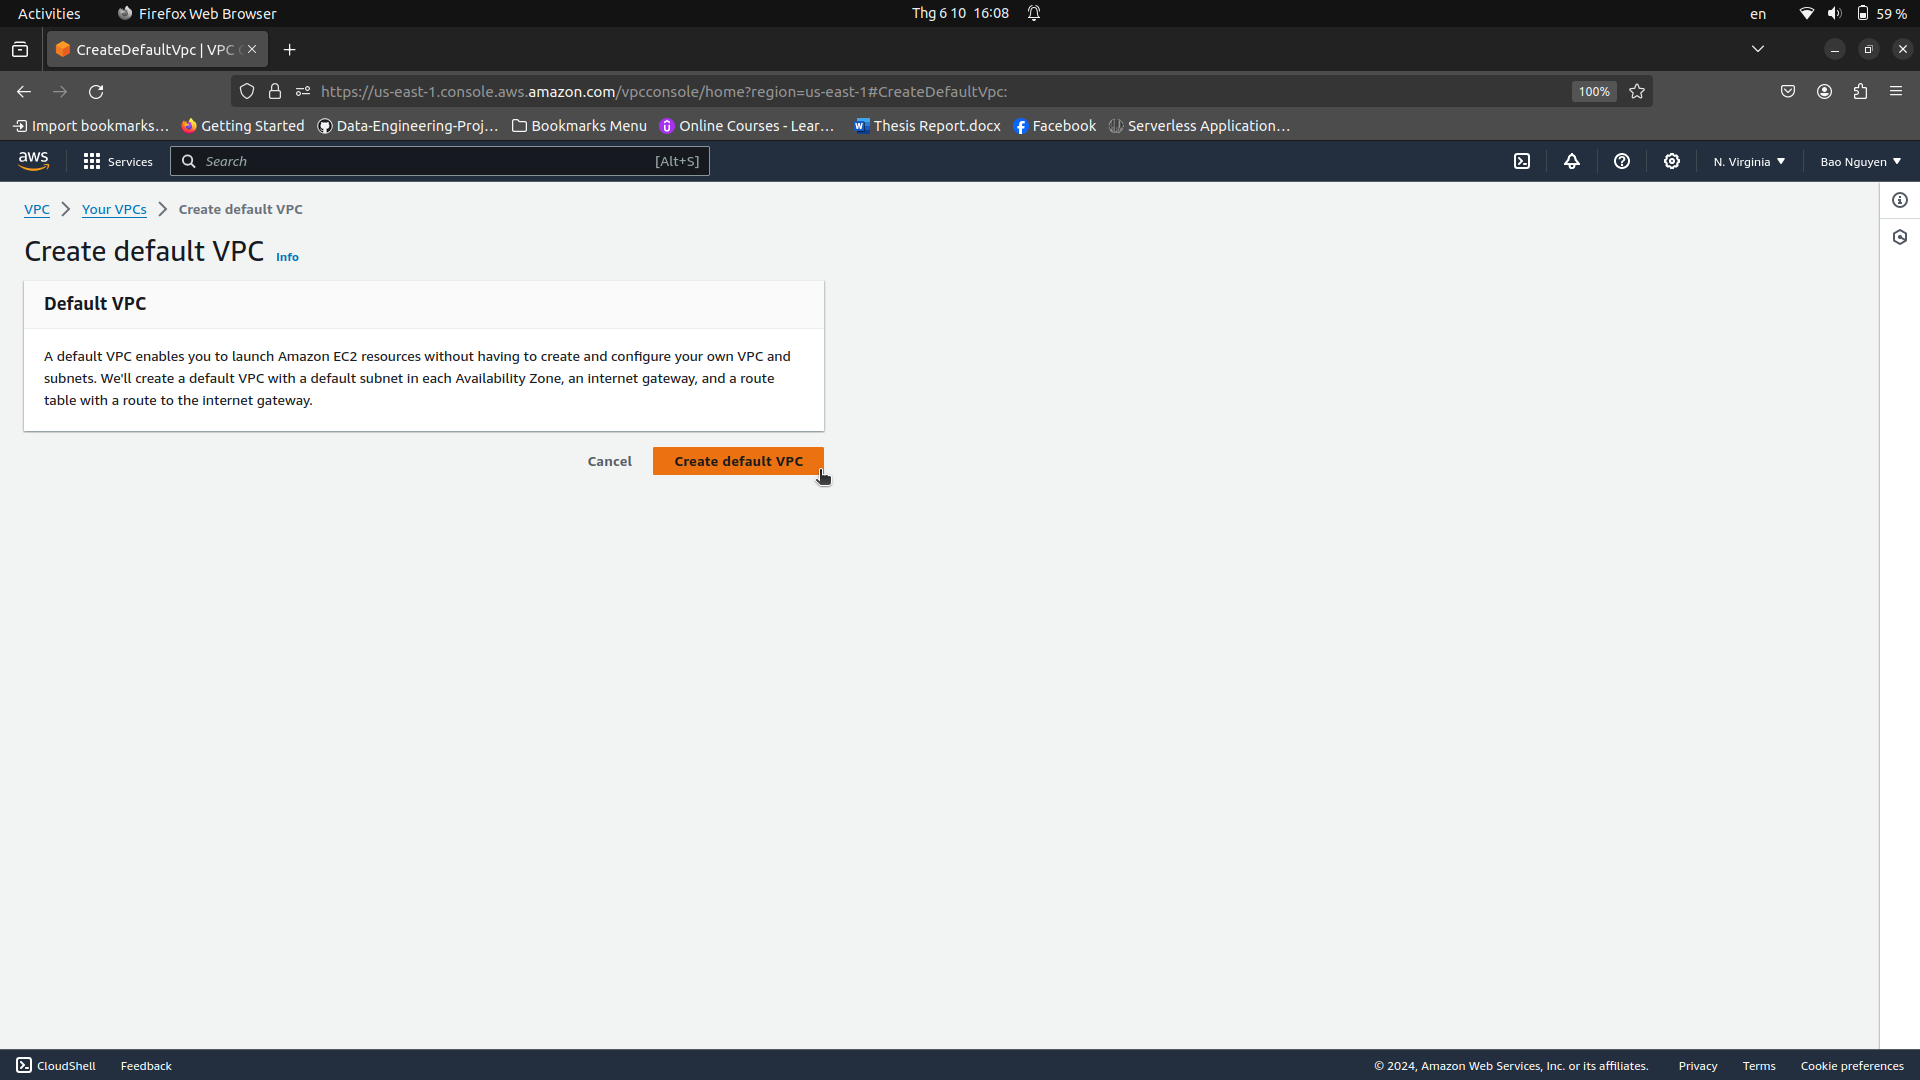 Activities
Firefox Web Browser
Thg 6 10 16:08
en
59 %
CreateDefaultVpc | VPC
https://us-east-1.console.aws.amazon.com/vpcconsole/home?region=us-east-1#CreateDefaultVpc:
100%
Import bookmarks...
Getting Started
Data-Engineering-Proj...
Bookmarks Menu
Online Courses - Lear...
Thesis Report.docx
Facebook
Serverless Application...
aws
Services
Search
[Alt+S]
N. Virginia
Bao Nguyen
VPC
Your VPCs
Create default VPC
Create default VPC
Info
Default VPC
A default VPC enables you to launch Amazon EC2 resources without having to create and configure your own VPC and
subnets. We'll create a default VPC with a default subnet in each Availability Zone, an internet gateway, and a route
table with a route to the internet gateway.
Cancel
Create default VPC
CloudShell
Feedback
© 2024, Amazon Web Services, Inc. or its affiliates.
Privacy
Terms
Cookie preferences